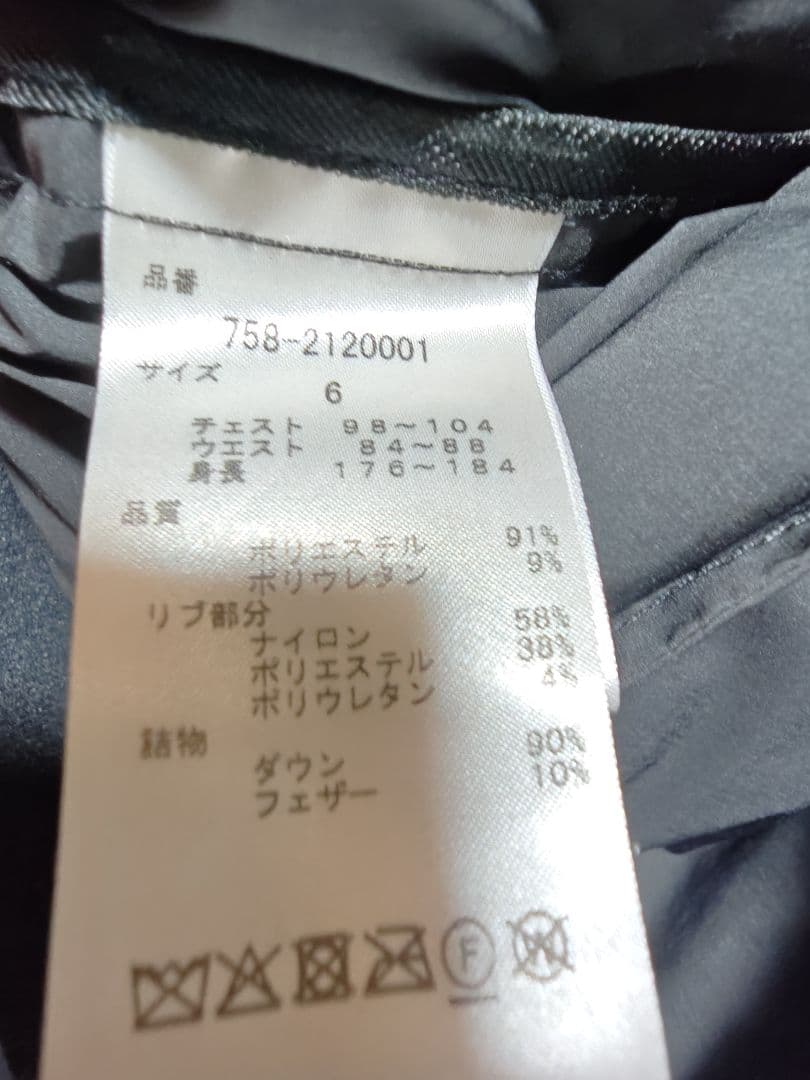 品番
758-2120001
サイズ
6
チェスト 98～104
ウエスト 84～88
身長 176～184
品質
ポリエステル 91%
ポリウレタン 9%
リブ部分
ナイロン 58%
ポリエステル 38%
ポリウレタン 4%
詰物
ダウン 90%
フェザー 10%
F
W